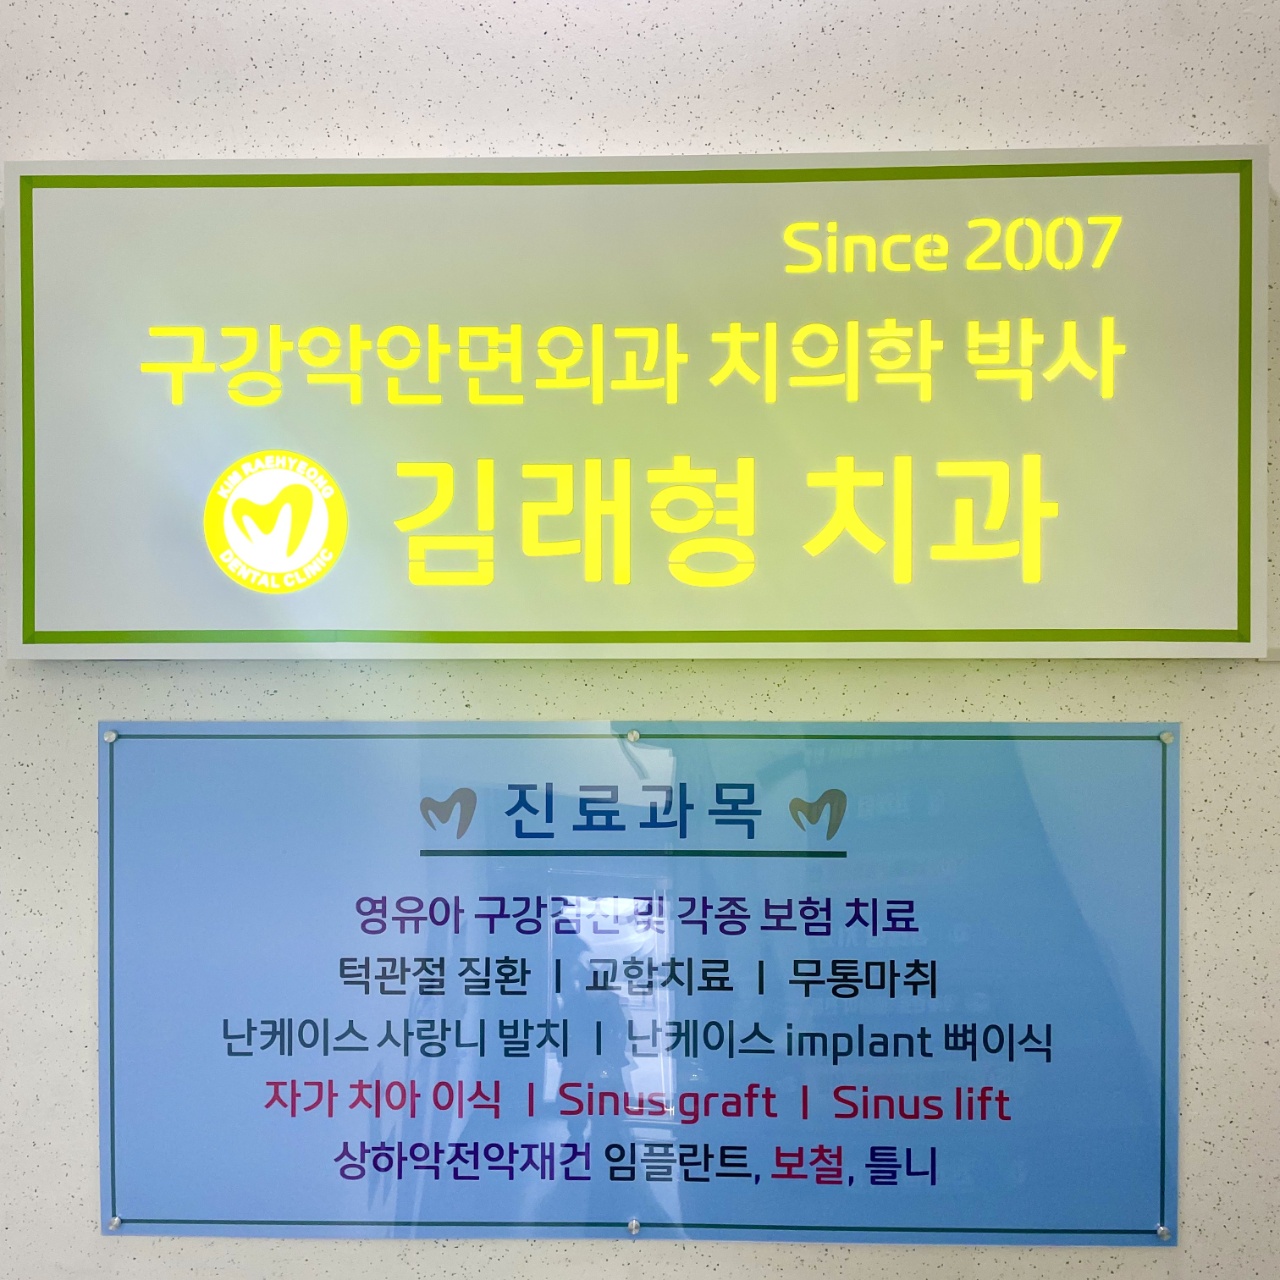 Since 2007
구강악안면외과 치의학 박사
KIM RAEHYEONG
DENTAL CLINIC
김래형 치과
진료과목
영유아 구강검진 및 각종 보험 치료
턱관절 질환 | 교합치료 | 무통마취
난케이스 사랑니 발치 | 난케이스 implant 뼈이식
자가 치아 이식 | Sinus graft | Sinus lift
상하악전악재건 임플란트, 보철, 틀니